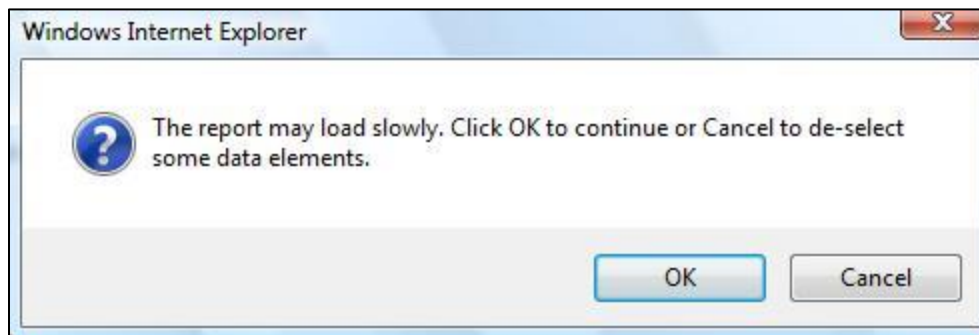 Windows Internet Explorer
The report may load slowly. Click OK to continue or Cancel to de-select
some data elements.
OK
Cancel